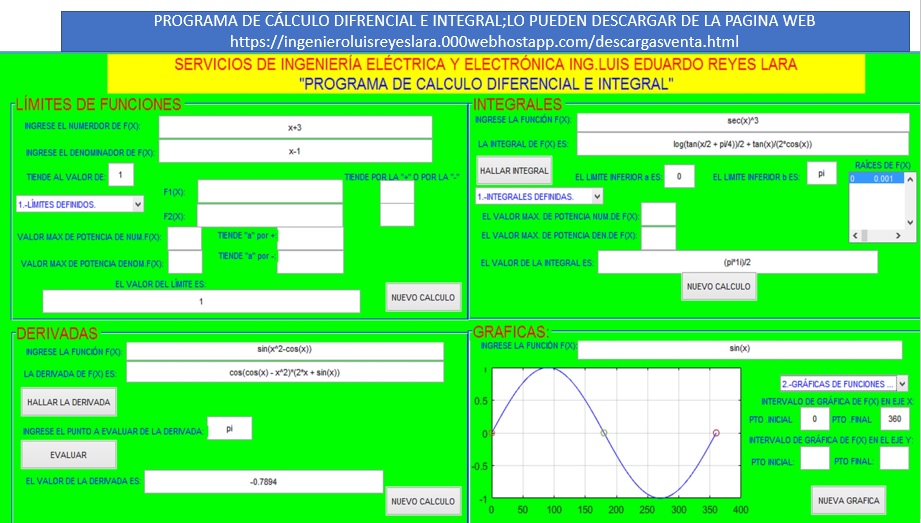 PROGRAMA DE CÁLCULO DIFRENCIAL E INTEGRAL;LO PUEDEN DESCARGAR DE LA PAGINA WEB
https://ingenieroluisreyeslara.000webhostapp.com/descargasventa.html
SERVICIOS DE INGENIERÍA ELÉCTRICA Y ELECTRÓNICA ING.LUIS EDUARDO REYES LARA
"PROGRAMA DE CALCULO DIFERENCIAL E INTEGRAL"
LÍMITES DE FUNCIONES
INGRESE EL NUMERDOR DE F(X): x+3
INGRESE EL DENOMINADOR DE F(X): x-1
TIENDE AL VALOR DE: 1
TIENDE POR LA "+" O POR LA "-"
1.-LÍMITES DEFINDOS.
F1(X):
F2(X):
VALOR MAX DE POTENCIA DE NUM.F(X): TIENDE "a" por +:
VALOR MAX DE POTENCIA DENOM.F(X): TIENDE "a" por -:
EL VALOR DEL LÍMITE ES:
1
NUEVO CALCULO
INTEGRALES
INGRESE LA FUNCIÓN F(X): sec(x)^3
LA INTEGRAL DE F(X) ES: log(tan(x/2 + pi/4))/2 + tan(x)/(2*cos(x))
HALLAR INTEGRAL
EL LIMITE INFERIOR a ES: 0
EL LIMITE INFERIOR b ES: pi
RAÍCES DE F(X)
0 0.001
1.-INTEGRALES DEFINIDAS.
EL VALOR MAX. DE POTENCIA NUM.DE F(X):
EL VALOR MAX. DE POTENCIA DEN.DE F(X):
EL VALOR DE LA INTEGRAL ES: (pi*1i)/2
NUEVO CALCULO
DERIVADAS
INGRESE LA FUNCIÓN F(X): sin(x^2-cos(x))
LA DERIVADA DE F(X) ES: cos(cos(x) - x^2)*(2*x + sin(x))
HALLAR LA DERIVADA
INGRESE EL PUNTO A EVALUAR DE LA DERIVADA: pi
EVALUAR
EL VALOR DE LA DERIVADA ES: -0.7894
NUEVO CALCULO
GRAFICAS:
INGRESE LA FUNCIÓN F(X): sin(x)
1
0.5
0
-0.5
-1
0 50 100 150 200 250 300 350 400
2.-GRÁFICAS DE FUNCIONES ...
INTERVALO DE GRÁFICA DE F(X) EN EJE X:
PTO .INICIAL 0 PTO .FINAL 360
INTERVALO DE GRÁFICA DE F(X) EN EL EJE Y:
PTO INICIAL: PTO FINAL:
NUEVA GRAFICA